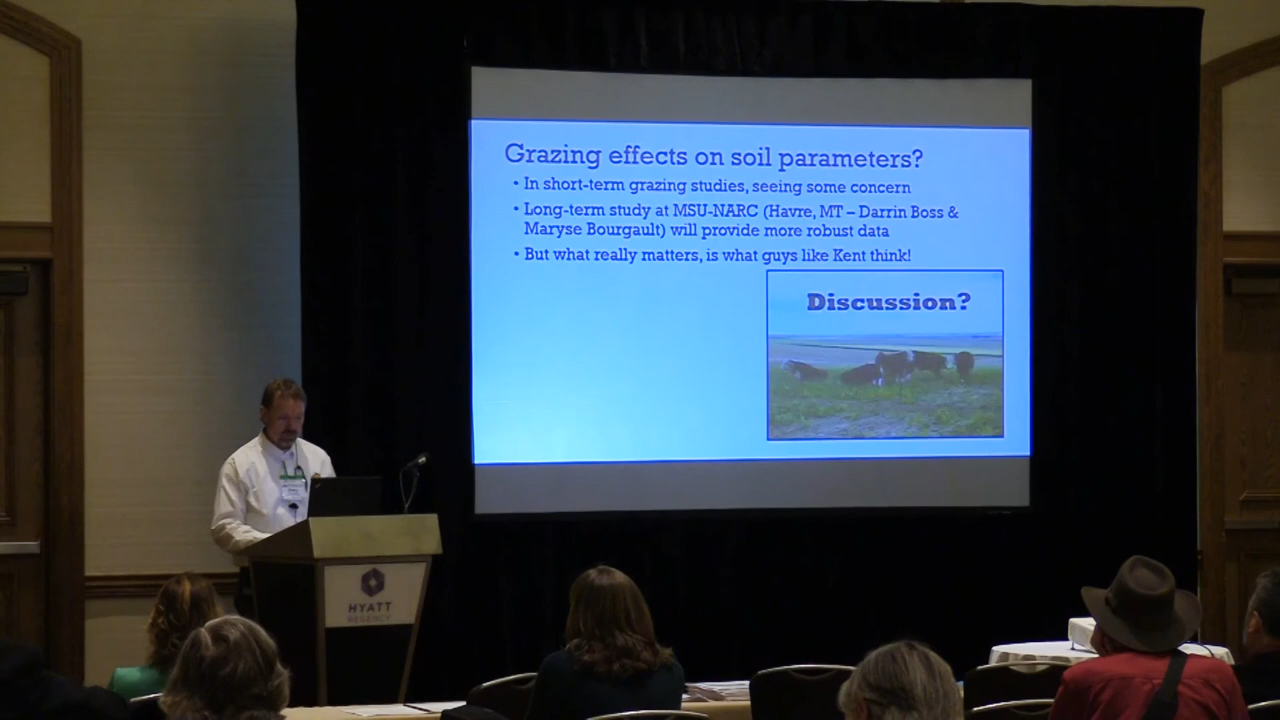 Grazing effects on soil parameters?
• In short-term grazing studies, seeing some concern
• Long-term study at MSU-NARC (Havre, MT – Darrin Boss &
Maryse Bourgault) will provide more robust data
• But what really matters, is what guys like Kent think!
Discussion?
HYATT
REGENCY